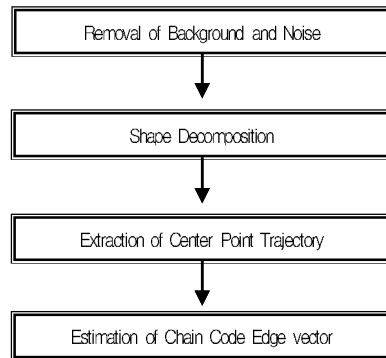 Removal of Background and Noise
Shape Decomposition
Extraction of Center Point Trajectory
Estimation of Chain Code Edge vector